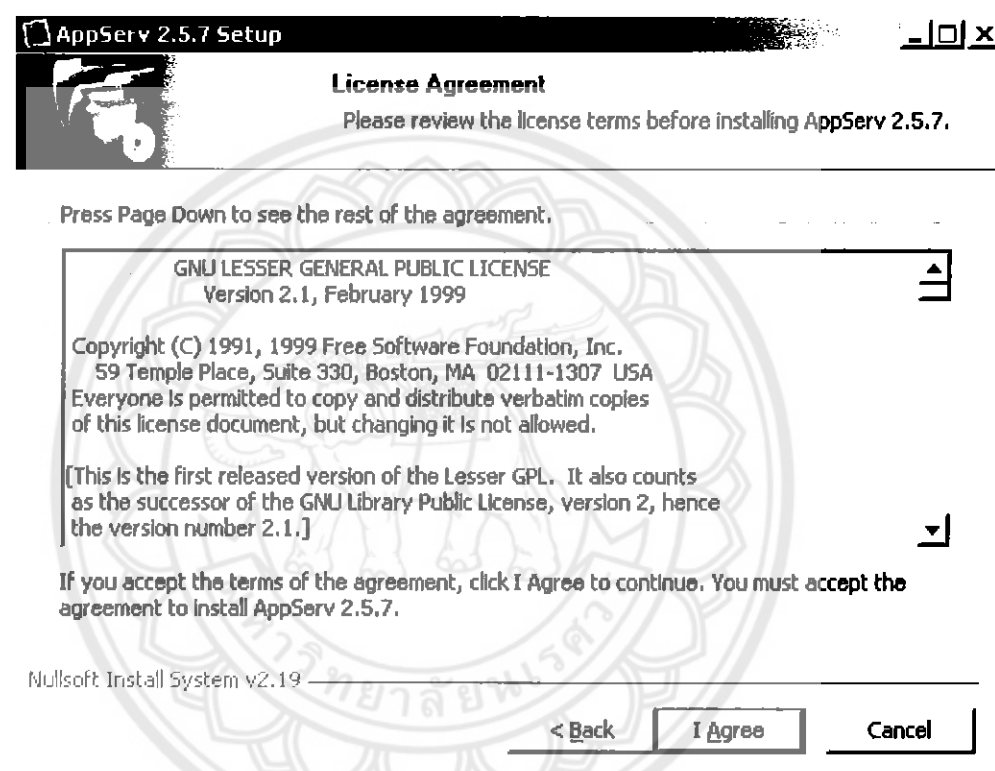 AppServ 2.5.7 Setup
License Agreement
Please review the license terms before installing AppServ 2.5.7.
Press Page Down to see the rest of the agreement.
GNU LESSER GENERAL PUBLIC LICENSE
Version 2.1, February 1999
Copyright (C) 1991, 1999 Free Software Foundation, Inc.
59 Temple Place, Suite 330, Boston, MA 02111-1307 USA
Everyone is permitted to copy and distribute verbatim copies
of this license document, but changing it is not allowed.
[This is the first released version of the Lesser GPL. It also counts
as the successor of the GNU Library Public License, version 2, hence
the version number 2.1.]
If you accept the terms of the agreement, click I Agree to continue. You must accept the
agreement to install AppServ 2.5.7.
Nullsoft Install System v2.19
< Back
I Agree
Cancel